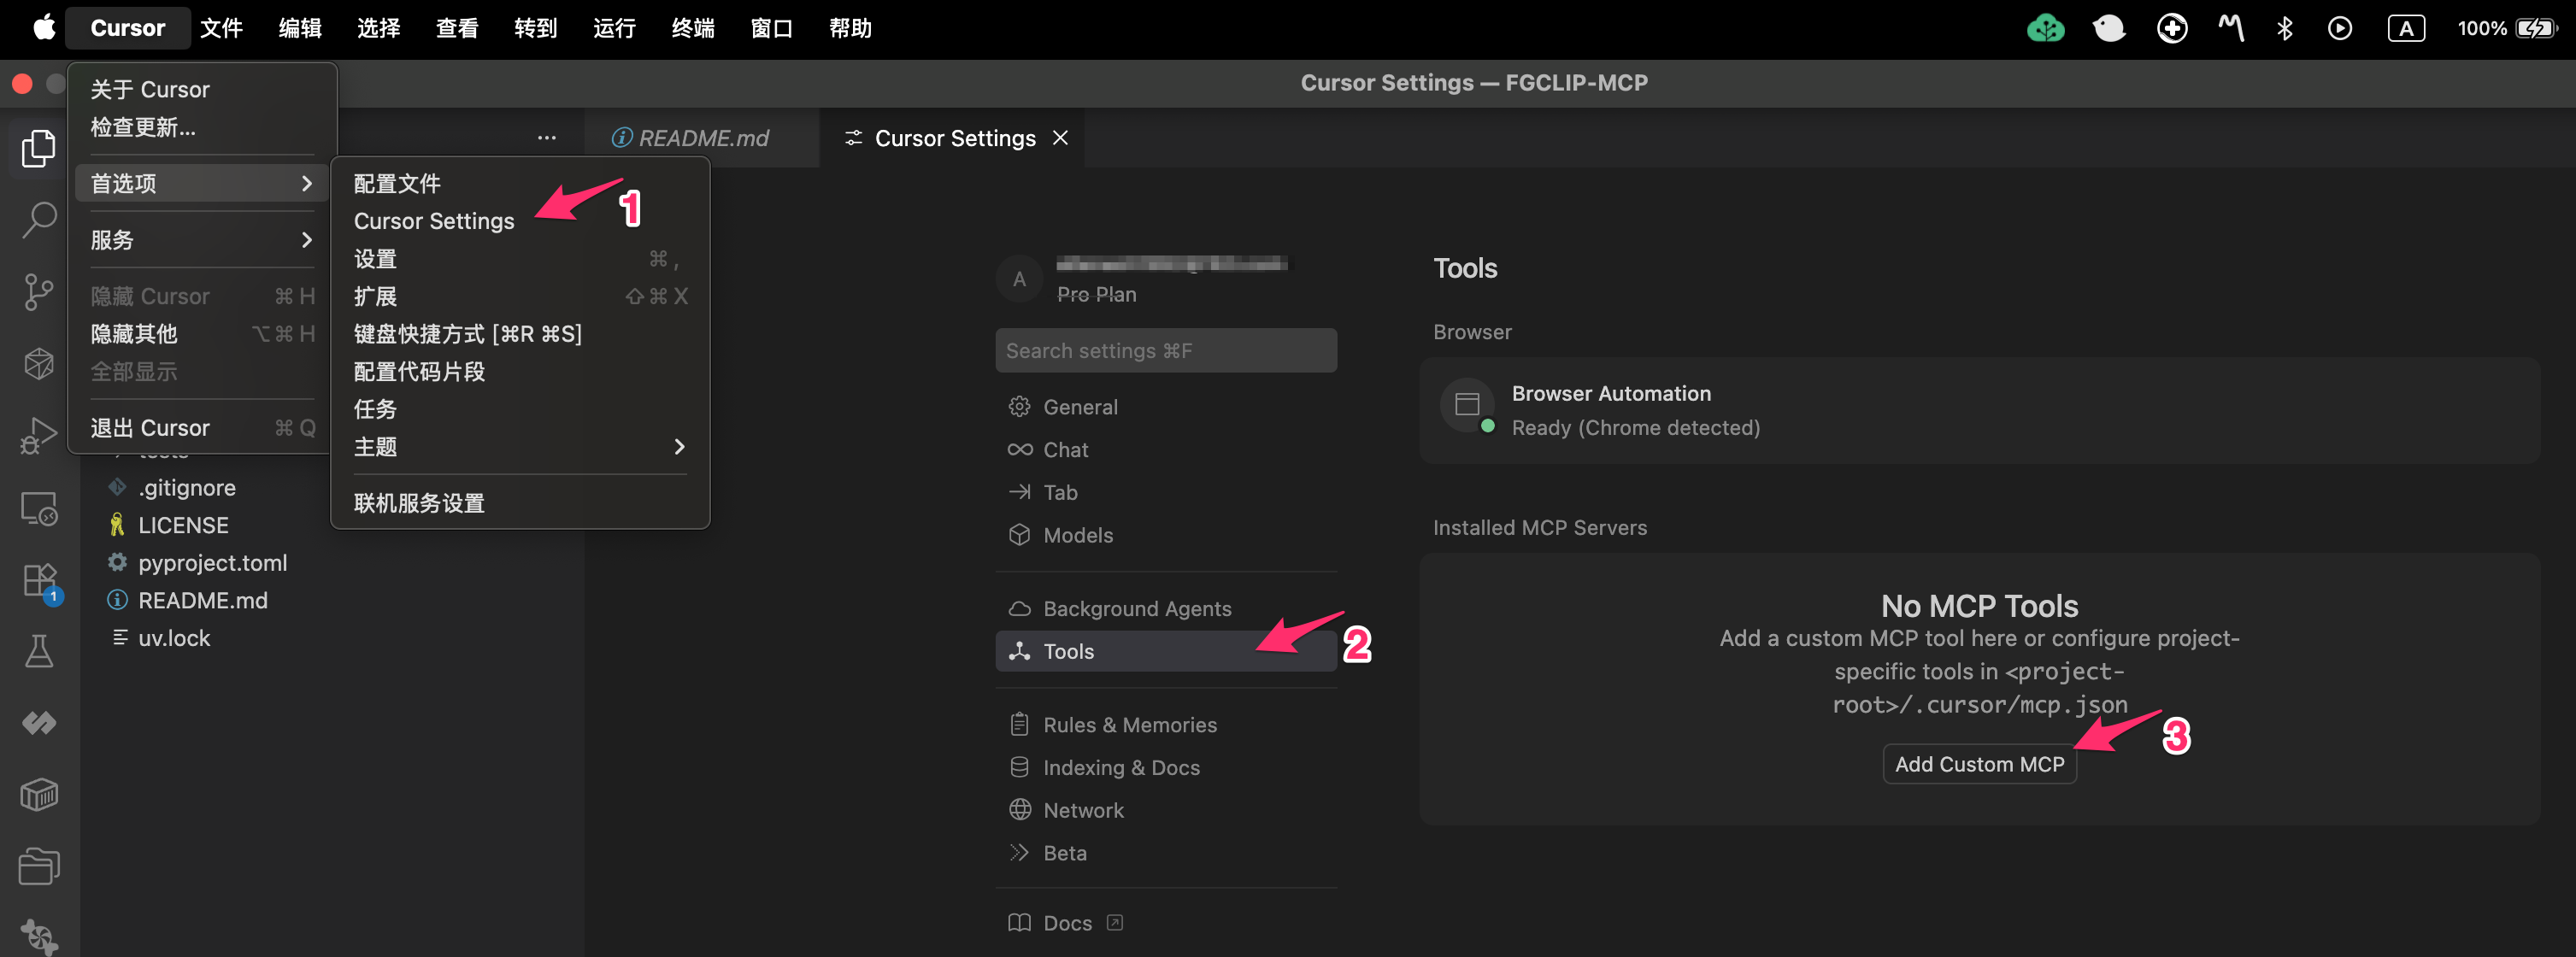 Cursor 文件 编辑 选择 查看 转到 运行 终端 窗口 帮助 A 100%
Cursor Settings — FGCLIP-MCP
关于 Cursor
检查更新...
首选项
服务
隐藏 Cursor ⌘ H
隐藏其他 ⌥ ⌘ H
全部显示
退出 Cursor ⌘ Q
配置文件
Cursor Settings
设置 ⌘ ,
扩展 ⇧ ⌘ X
键盘快捷方式 [⌘R ⌘S]
配置代码片段
任务
主题
联机服务设置
1
...
README.md
Cursor Settings
.gitignore
LICENSE
pyproject.toml
README.md
uv.lock
1
A
Pro Plan
Search settings ⌘F
General
Chat
Tab
Models
Background Agents
Tools
2
Rules & Memories
Indexing & Docs
Network
Beta
Docs
Tools
Browser
Browser Automation
Ready (Chrome detected)
Installed MCP Servers
No MCP Tools
Add a custom MCP tool here or configure project-
specific tools in <project-
root>/.cursor/mcp.json
3
Add Custom MCP